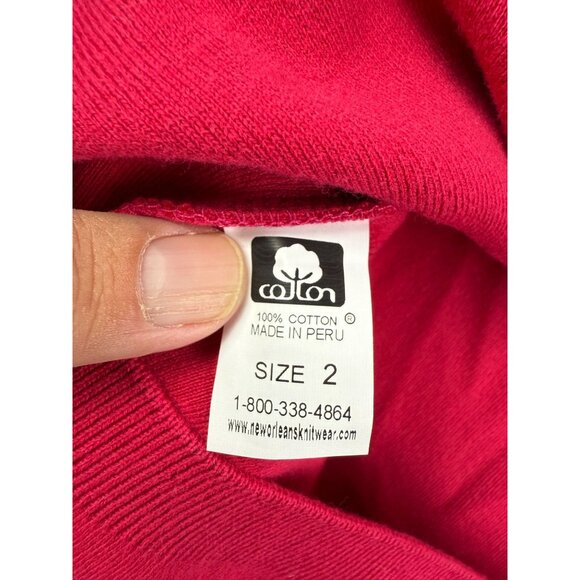 cotton
100% COTTON ®
MADE IN PERU
SIZE 2
1-800-338-4864
www.neworleansknitwear.com